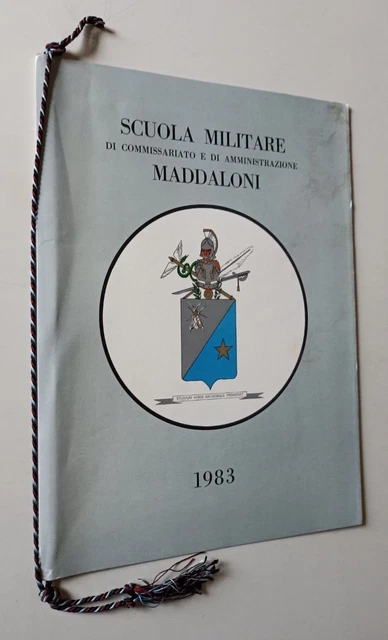 SCUOLA MILITARE
DI COMMISSARIATO E DI AMMINISTRAZIONE
MADDALONI
1983